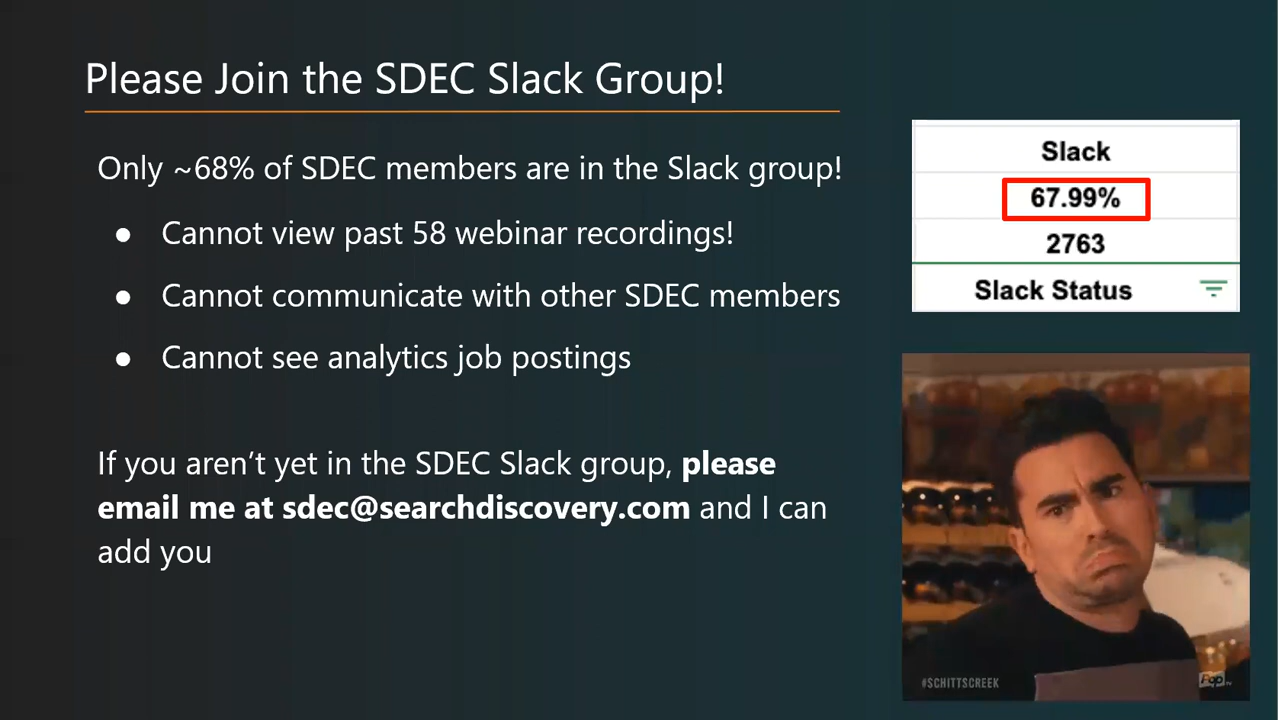 Please Join the SDEC Slack Group!
Only ~68% of SDEC members are in the Slack group!
● Cannot view past 58 webinar recordings!
● Cannot communicate with other SDEC members
● Cannot see analytics job postings
If you aren't yet in the SDEC Slack group, please
email me at sdec@searchdiscovery.com and I can
add you
Slack
67.99%
2763
Slack Status
#SCHITTSCREEK
Pop